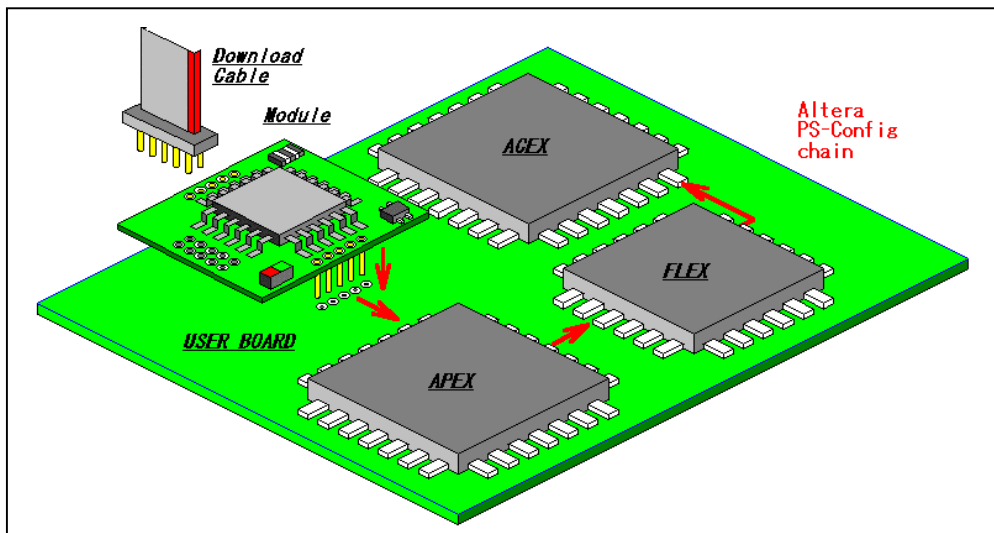 Download
Cable
Module
ACEX
Altera
PS-Config
chain
FLEX
USER BOARD
APEX